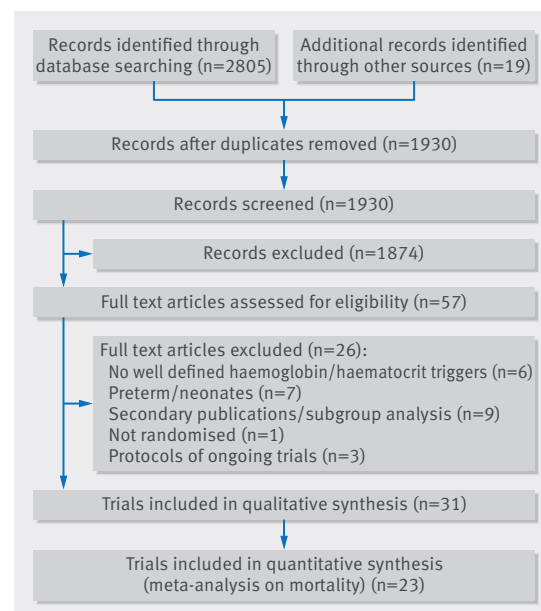 Records identified through
database searching (n=2805)
Additional records identified
through other sources (n=19)
Records after duplicates removed (n=1930)
Records screened (n=1930)
Records excluded (n=1874)
Full text articles assessed for eligibility (n=57)
Full text articles excluded (n=26):
No well defined haemoglobin/haematocrit triggers (n=6)
Preterm/neonates (n=7)
Secondary publications/subgroup analysis (n=9)
Not randomised (n=1)
Protocols of ongoing trials (n=3)
Trials included in qualitative synthesis (n=31)
Trials included in quantitative synthesis
(meta-analysis on mortality) (n=23)